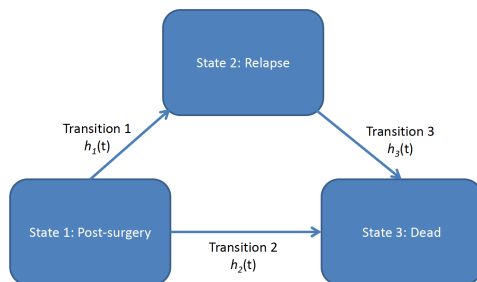 State 2: Relapse
Transition 1
h1(t)
Transition 3
h3(t)
State 1: Post-surgery
State 3: Dead
Transition 2
h2(t)